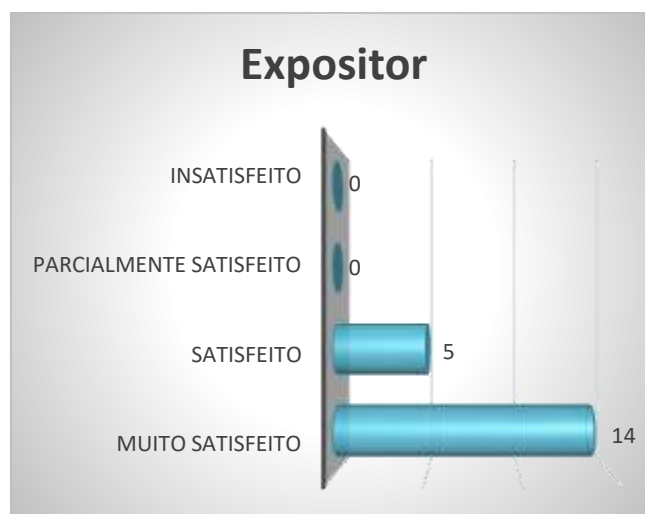 Expositor
INSATISFEITO 0
PARCIALMENTE SATISFEITO 0
SATISFEITO 5
MUITO SATISFEITO 14